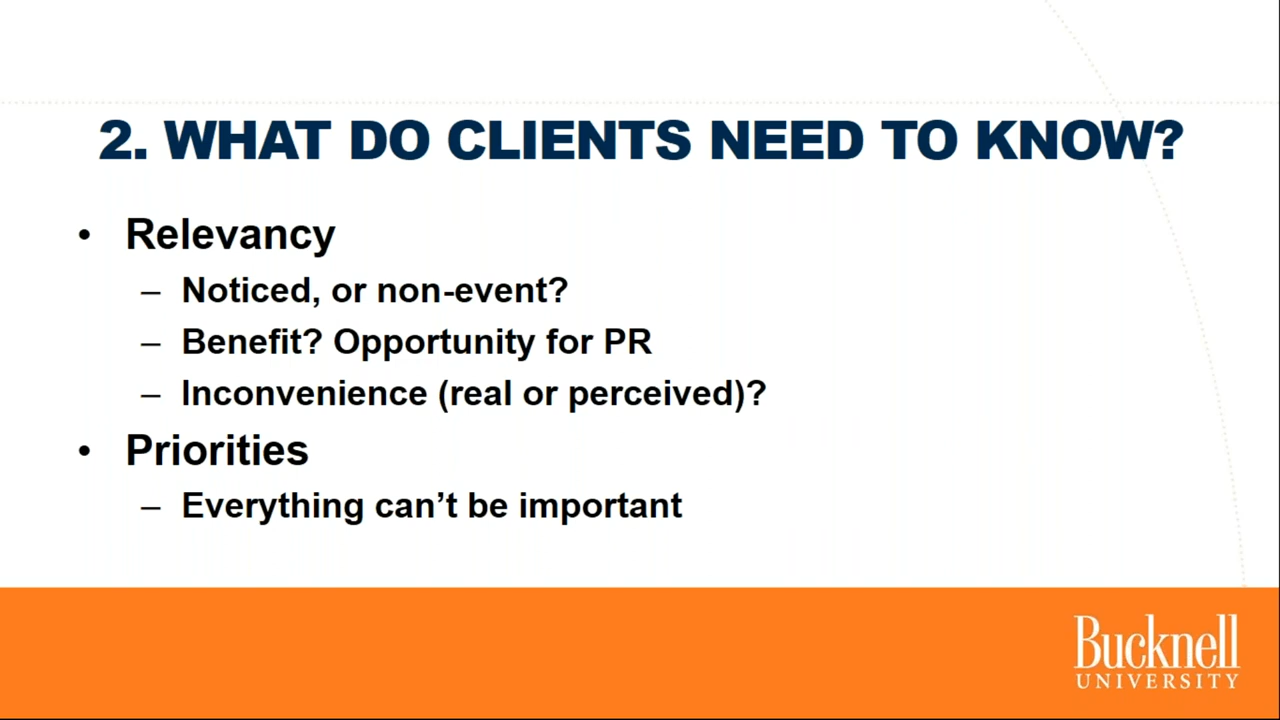 2. WHAT DO CLIENTS NEED TO KNOW?
• Relevancy
– Noticed, or non-event?
– Benefit? Opportunity for PR
– Inconvenience (real or perceived)?
• Priorities
– Everything can’t be important
Bucknell
UNIVERSITY